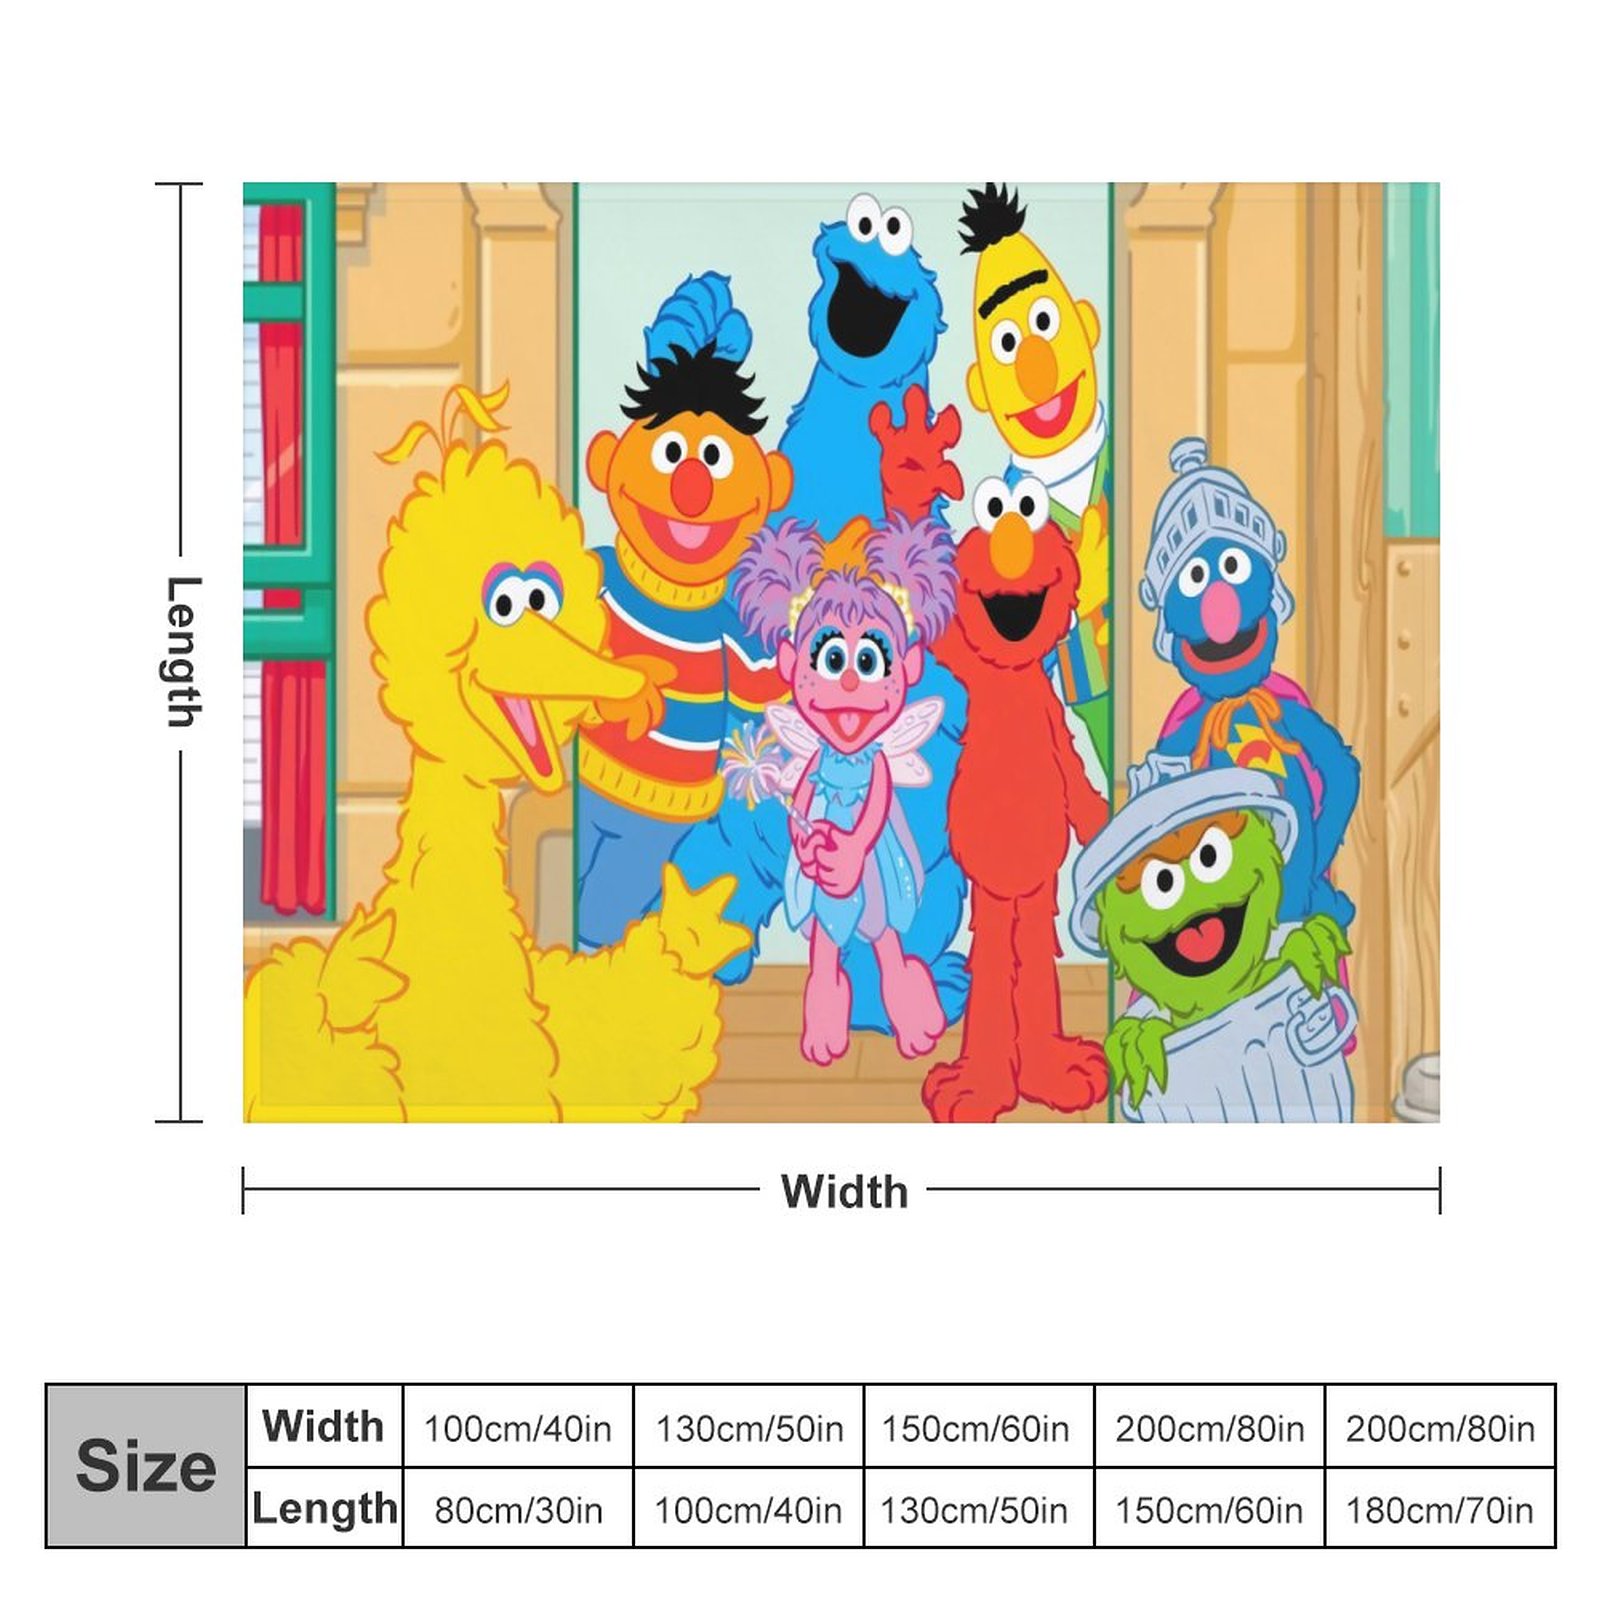 Length
Width
Size
Width 100cm/40in 130cm/50in 150cm/60in 200cm/80in 200cm/80in
Length 80cm/30in 100cm/40in 130cm/50in 150cm/60in 180cm/70in